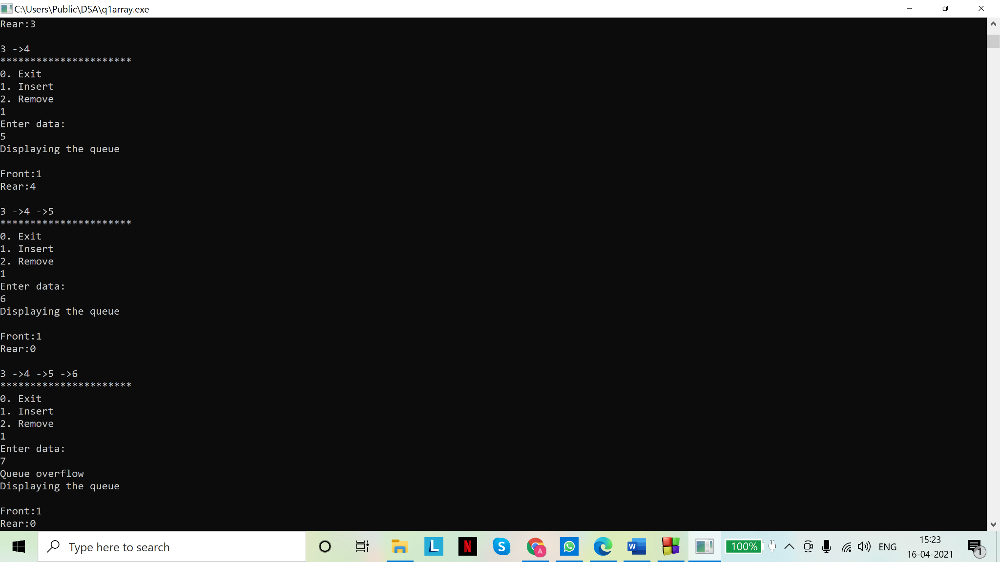 C:\Users\Public\DSA\q1array.exe
Rear:3
3 ->4
**********************
0. Exit
1. Insert
2. Remove
1
Enter data:
5
Displaying the queue
Front:1
Rear:4
3 ->4 ->5
**********************
0. Exit
1. Insert
2. Remove
1
Enter data:
6
Displaying the queue
Front:1
Rear:0
3 ->4 ->5 ->6
**********************
0. Exit
1. Insert
2. Remove
1
Enter data:
7
Queue overflow
Displaying the queue
Front:1
Rear:0
Type here to search
L
N
S
A
W
100%
ENG
15:23
16-04-2021
1